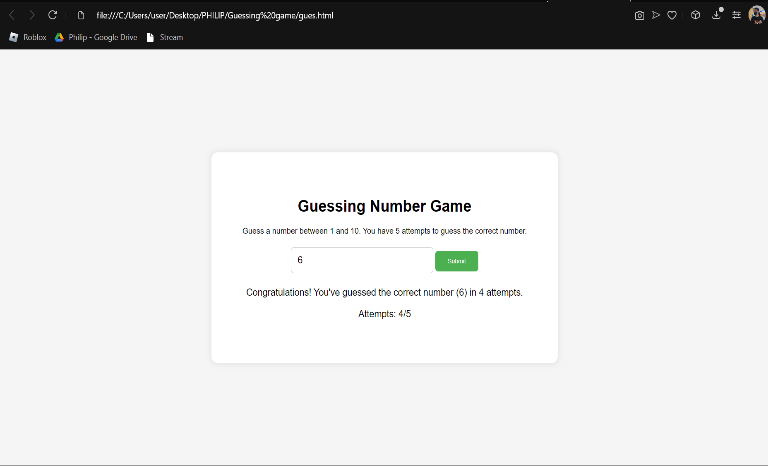 file:///C:/Users/user/Desktop/PHILIP/Guessing%20game/gues.html
Roblox Philip - Google Drive Stream
Guessing Number Game
Guess a number between 1 and 10. You have 5 attempts to guess the correct number.
6 Submit
Congratulations! You've guessed the correct number (6) in 4 attempts.
Attempts: 4/5